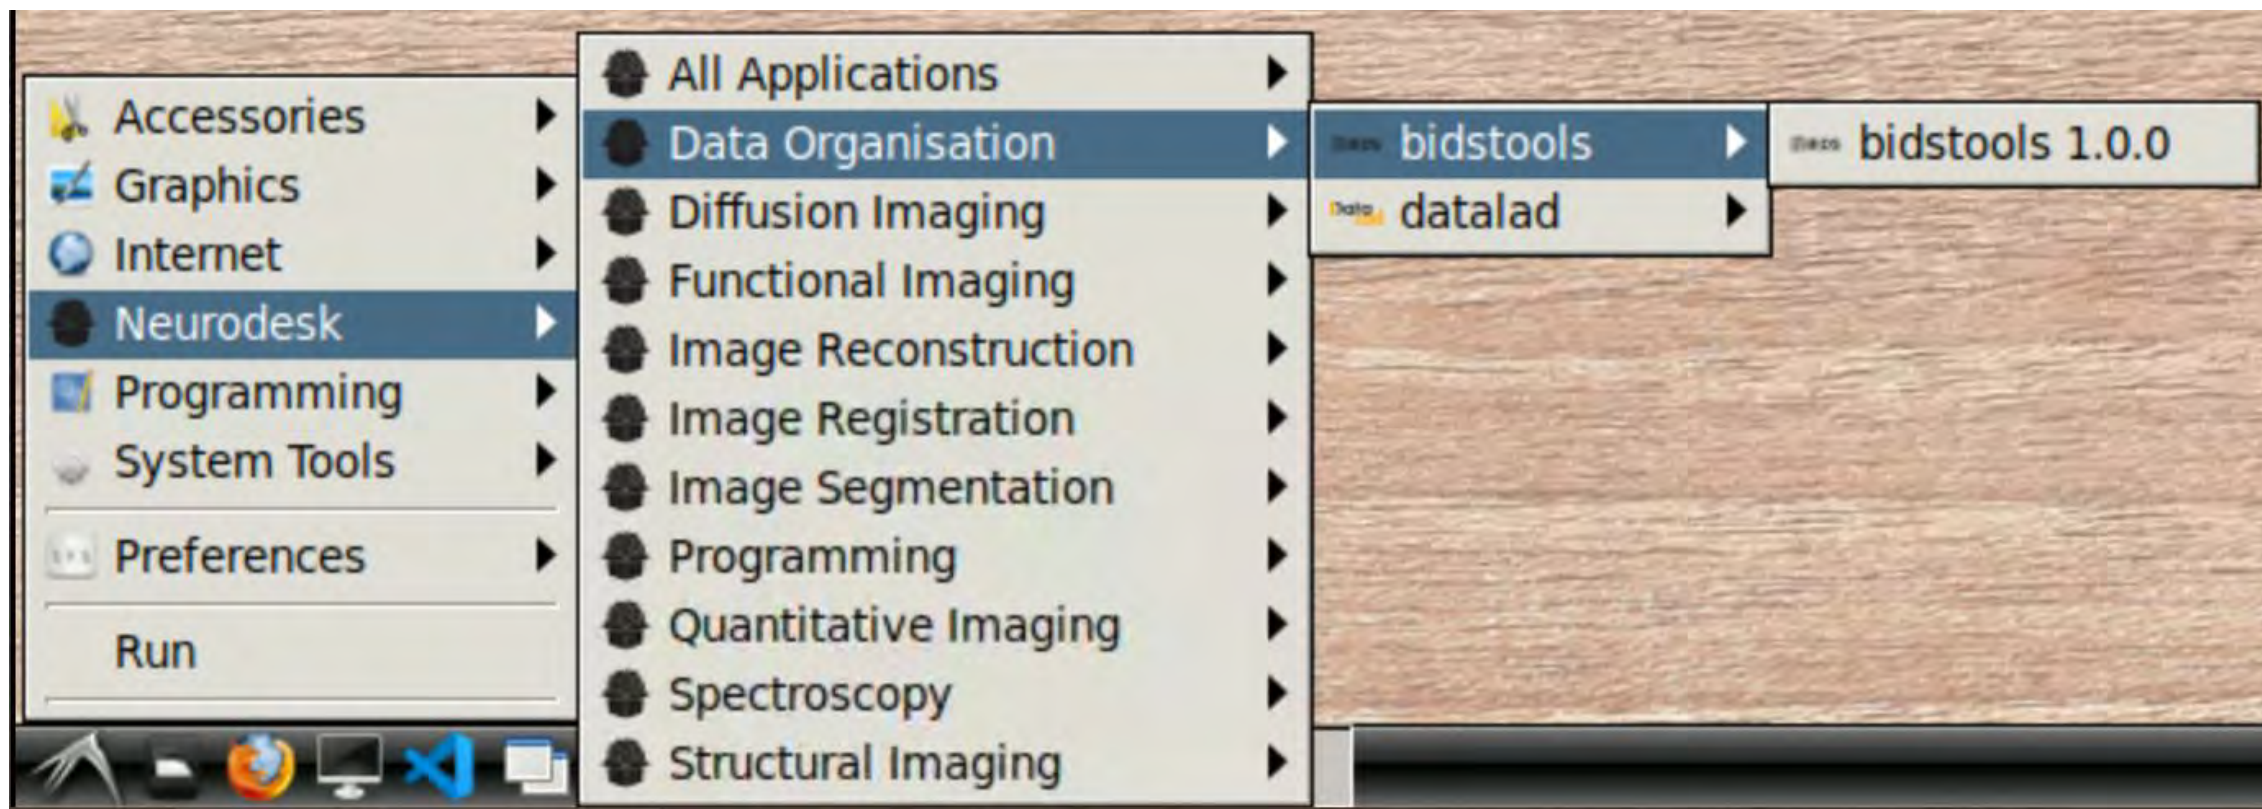 Accessories
Graphics
Internet
Neurodesk
Programming
System Tools
Preferences
Run
All Applications
Data Organisation
Diffusion Imaging
Functional Imaging
Image Reconstruction
Image Registration
Image Segmentation
Programming
Quantitative Imaging
Spectroscopy
Structural Imaging
bidstools
datalad
bidstools 1.0.0